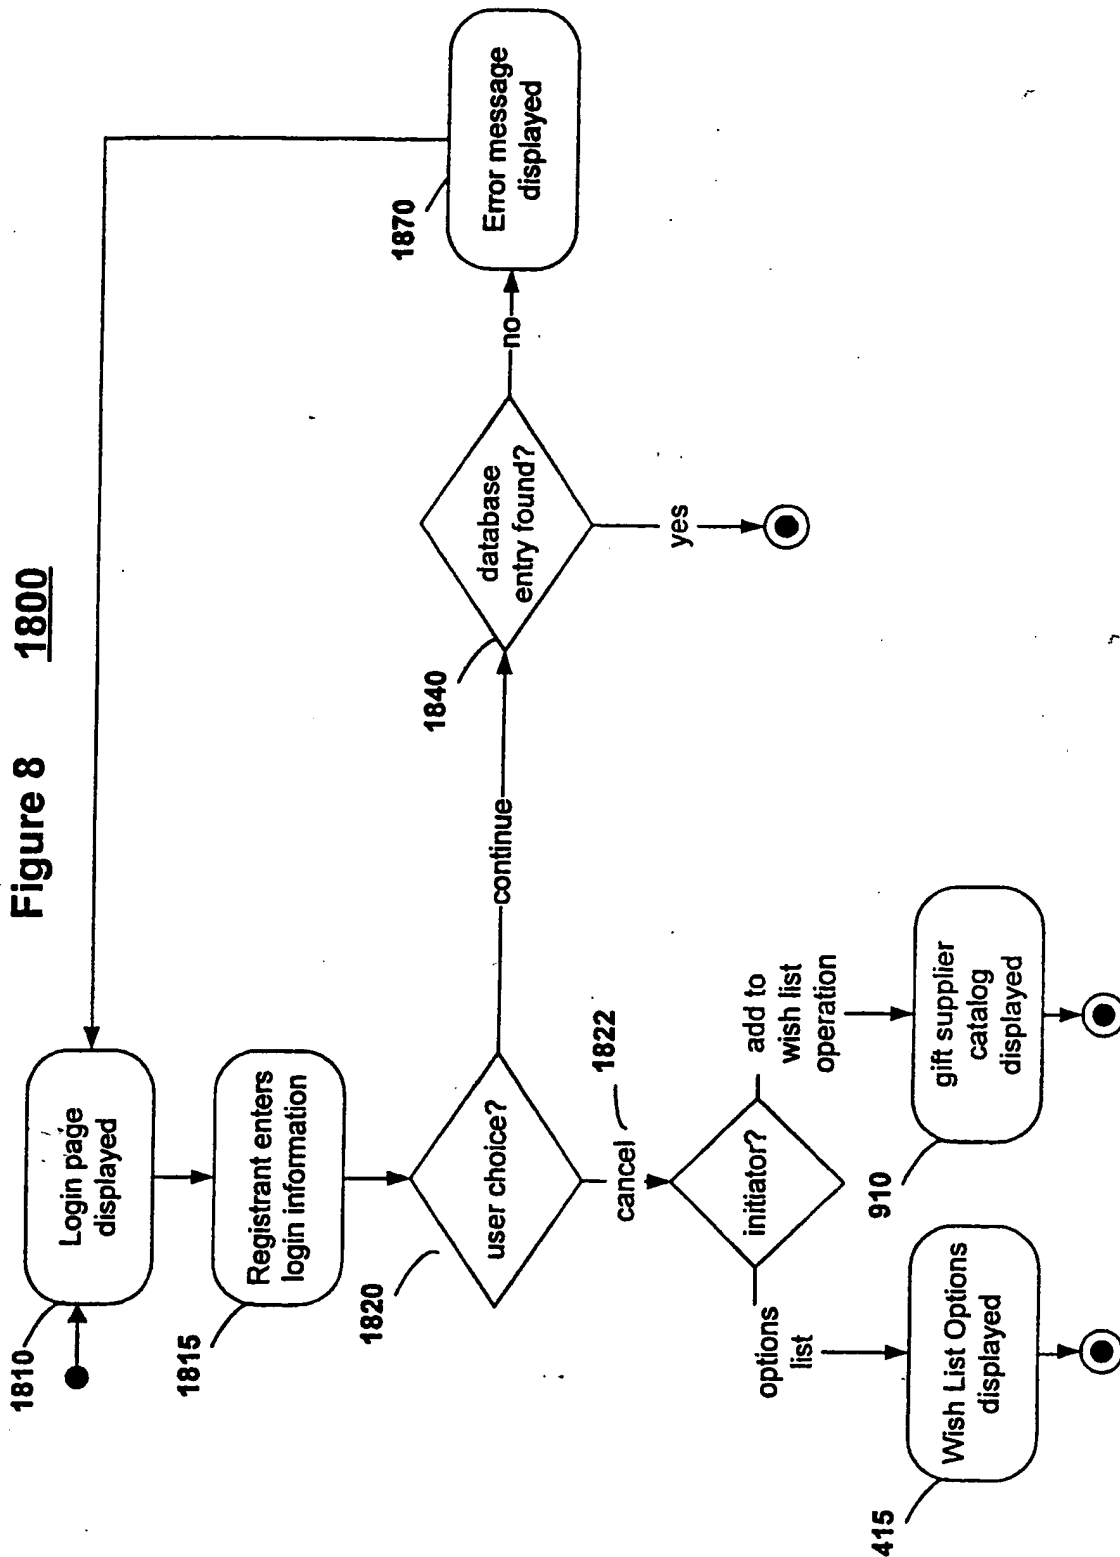 Figure 8
1800
1810
Login page
displayed
1815
Registrant enters
login information
1820
user choice?
continue
1840
database
entry found?
no
1870
Error message
displayed
yes
cancel
1822
initiator?
options
list
add to
wish list
operation
415
Wish List Options
displayed
910
gift supplier
catalog
displayed